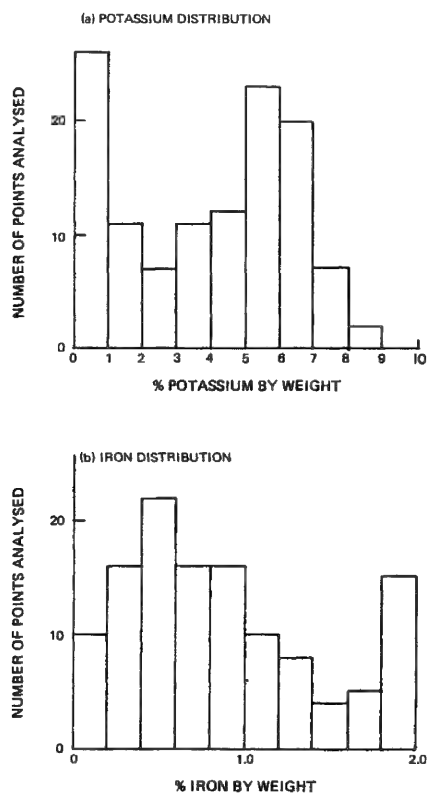 (a) POTASSIUM DISTRIBUTION
NUMBER OF POINTS ANALYSED
20
10
0
0 1 2 3 4 5 6 7 8 9 10
% POTASSIUM BY WEIGHT
(b) IRON DISTRIBUTION
NUMBER OF POINTS ANALYSED
20
10
0
0 1.0 2.0
% IRON BY WEIGHT